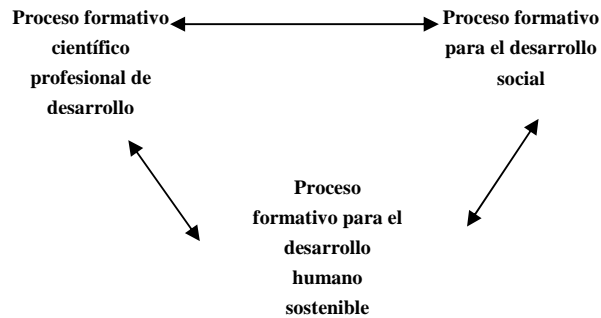 Proceso formativo
científico
profesional de
desarrollo
Proceso formativo
para el desarrollo
social
Proceso
formativo para el
desarrollo
humano
sostenible